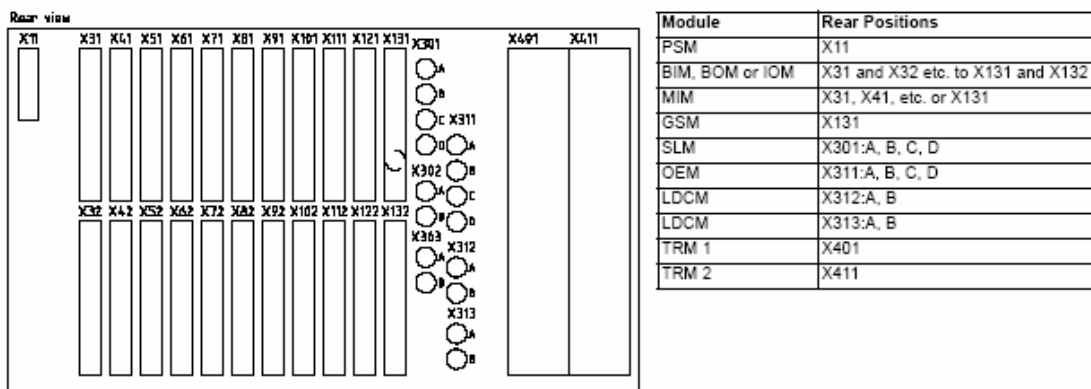 Rear view
X11 X31 X41 X51 X61 X71 X81 X91 X101 X111 X121 X131 X301 X401 X411
A
B
C X311
D A
B
X302
A C
B D
X32 X42 X52 X62 X72 X82 X92 X102 X112 X122 X132
X303 X312
A A
B B
X313
A
B
Module Rear Positions
PSM X11
BIM, BOM or IOM X31 and X32 etc. to X131 and X132
MIM X31, X41, etc. or X131
GSM X131
SLM X301:A, B, C, D
OEM X311:A, B, C, D
LDCM X312:A, B
LDCM X313:A, B
TRM 1 X401
TRM 2 X411